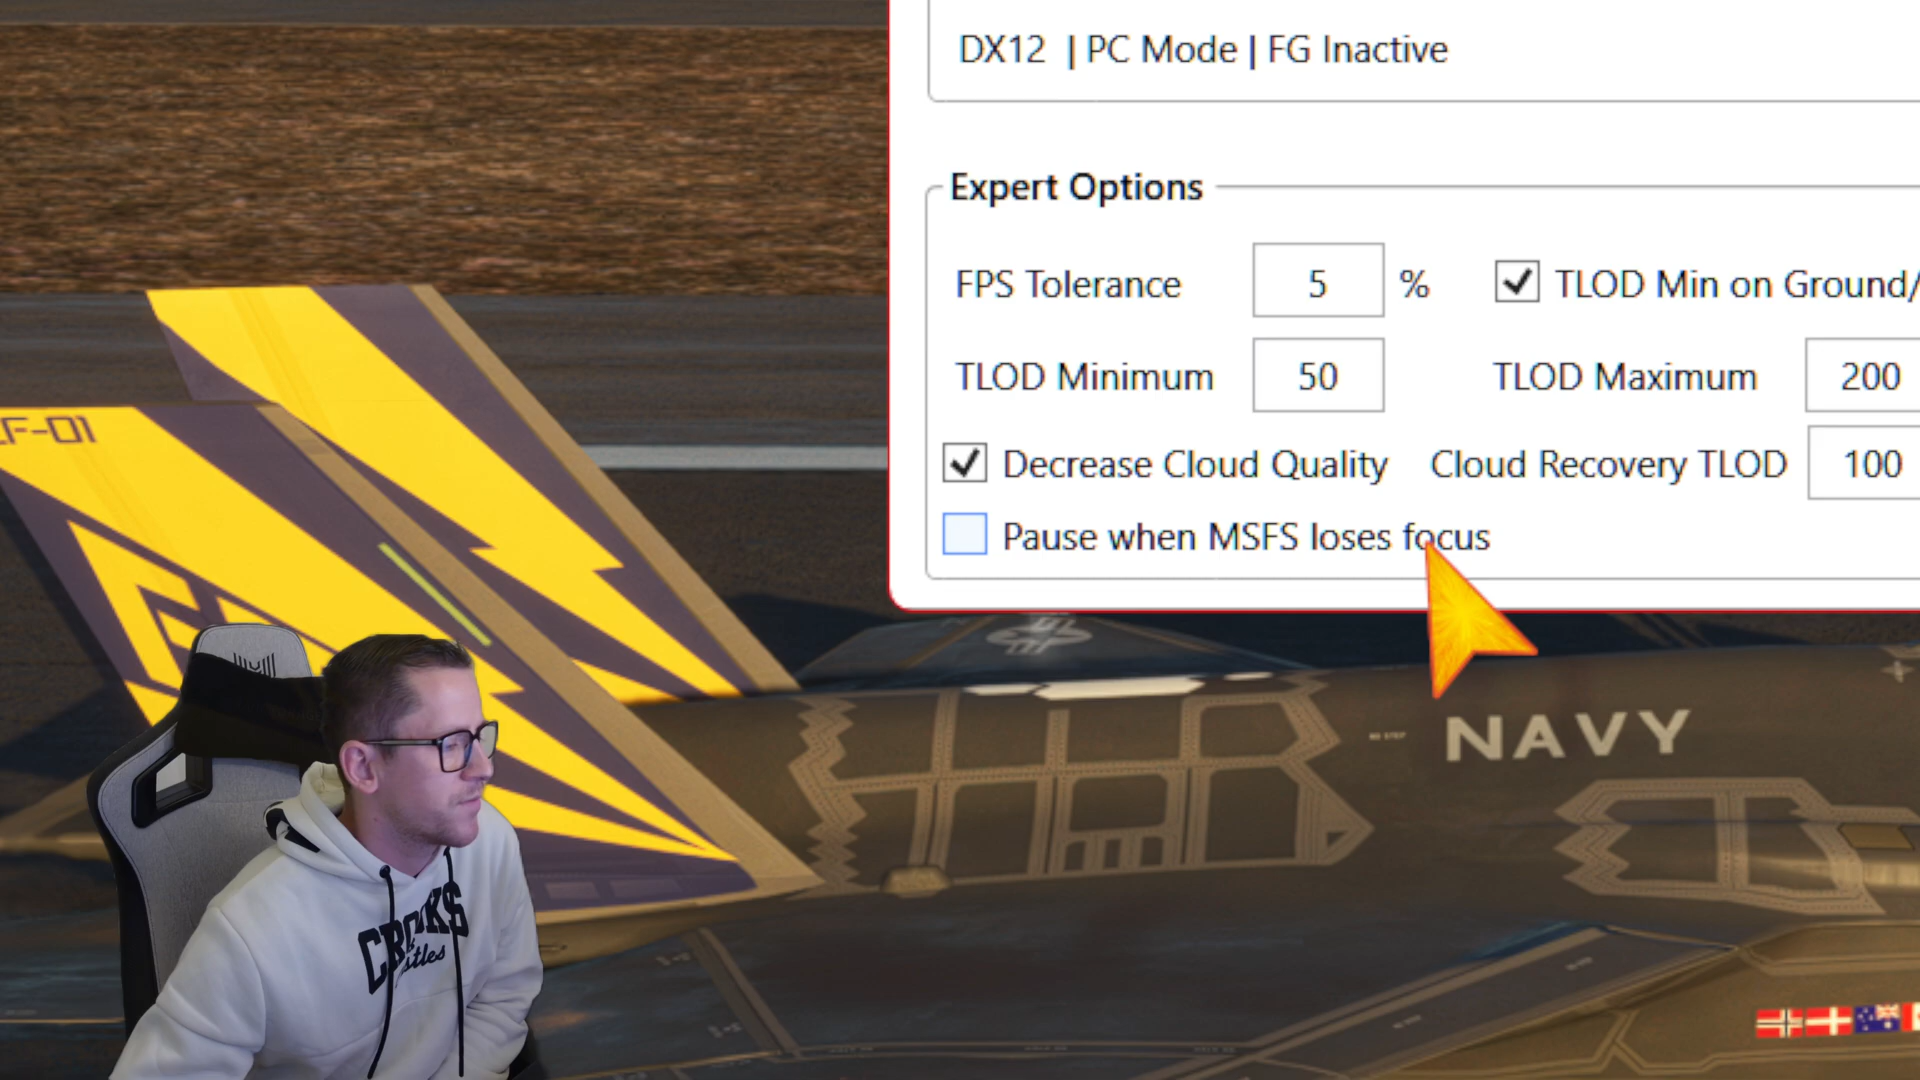 DX12 | PC Mode | FG Inactive
Expert Options
FPS Tolerance 5 % TLOD Min on Ground/
TLOD Minimum 50 TLOD Maximum 200
Decrease Cloud Quality Cloud Recovery TLOD 100
Pause when MSFS loses focus
F-01
NAVY
CROOKS